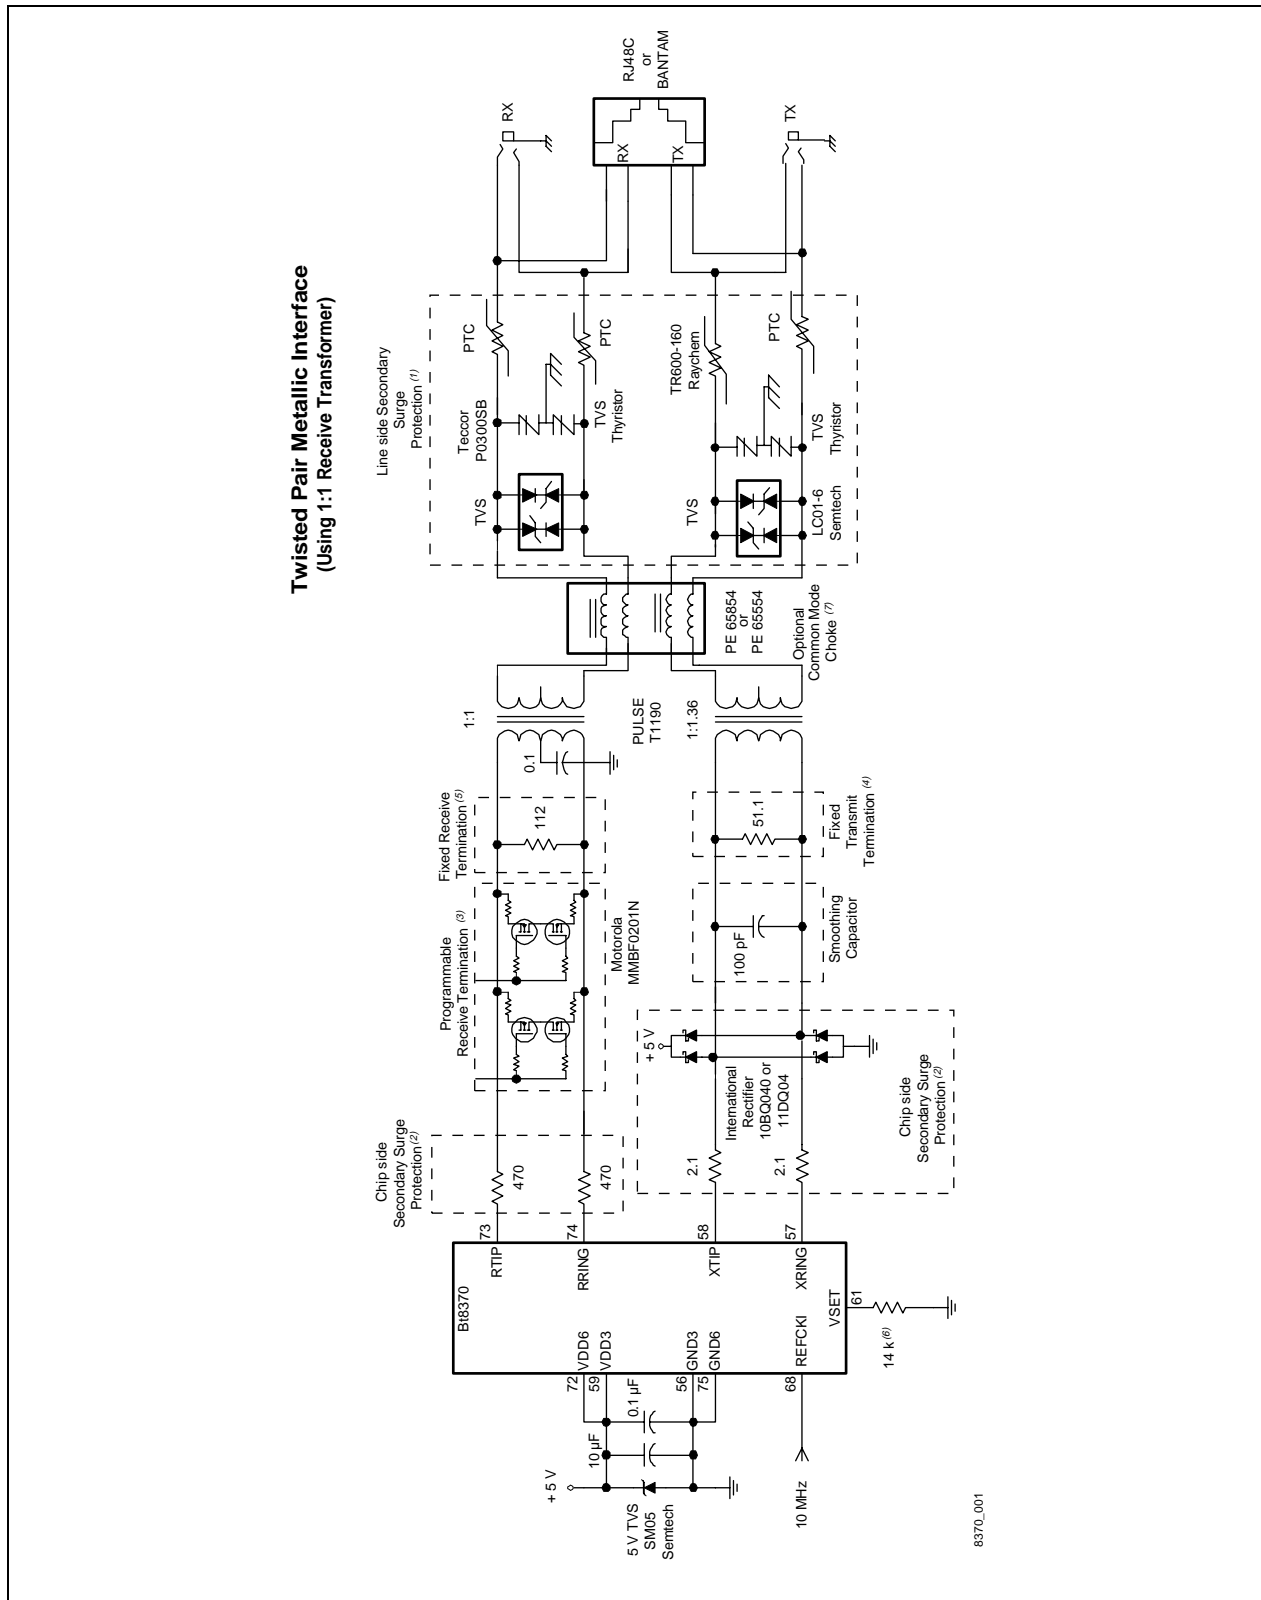 Twisted Pair Metallic Interface
(Using 1:1 Receive Transformer)
Line side Secondary
Surge
Protection (1)
Chip side
Secondary Surge
Protection(2)
Programmable
Receive Termination (3)
Fixed Receive
Termination (5)
1:1
TVS
Teccor
P0300SB
PTC
RX
Bt8370
RTIP
73
470
112
0.1
RRING
74
470
Motorola
MMBF0201N
TVS
Thyristor
PTC
RX
RJ48C
or
BANTAM
+ 5 V
10 µF
0.1 µF
72
VDD6
59
VDD3
5 V TVS
SM05
Semtech
56
GND3
75
GND6
PULSE
T1190
1:1.36
PE 65854
or
PE 65554
Optional
Common Mode
Choke (7)
TVS
TR600-160
Raychem
TX
XTIP
58
2.1
+ 5 V
International
Rectifier
10BQ040 or
11DQ04
100 pF
51.1
XRING
57
2.1
Smoothing
Capacitor
Fixed
Transmit
Termination (4)
LC01-6
Semtech
TVS
Thyristor
PTC
TX
10 MHz
68
REFCKI
VSET
61
14 k(6)
Chip side
Secondary Surge
Protection(2)
8370_001